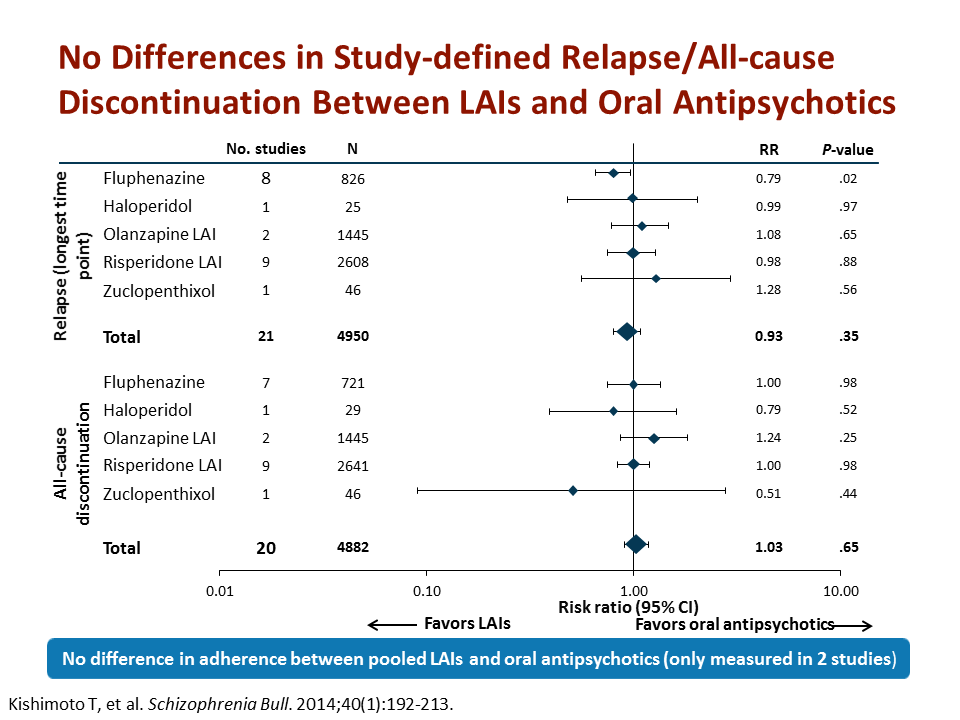 No Differences in Study-defined Relapse/All-cause
Discontinuation Between LAIs and Oral Antipsychotics
No. studies N RR P-value
Relapse (longest time
point)
Fluphenazine 8 826 0.79 .02
Haloperidol 1 25 0.99 .97
Olanzapine LAI 2 1445 1.08 .65
Risperidone LAI 9 2608 0.98 .88
Zuclopenthixol 1 46 1.28 .56
Total 21 4950 0.93 .35
All-cause
discontinuation
Fluphenazine 7 721 1.00 .98
Haloperidol 1 29 0.79 .52
Olanzapine LAI 2 1445 1.24 .25
Risperidone LAI 9 2641 1.00 .98
Zuclopenthixol 1 46 0.51 .44
Total 20 4882 1.03 .65
0.01 0.10 1.00 10.00
Risk ratio (95% CI)
Favors LAIs Favors oral antipsychotics
No difference in adherence between pooled LAIs and oral antipsychotics (only measured in 2 studies)
Kishimoto T, et al. Schizophrenia Bull. 2014;40(1):192-213.